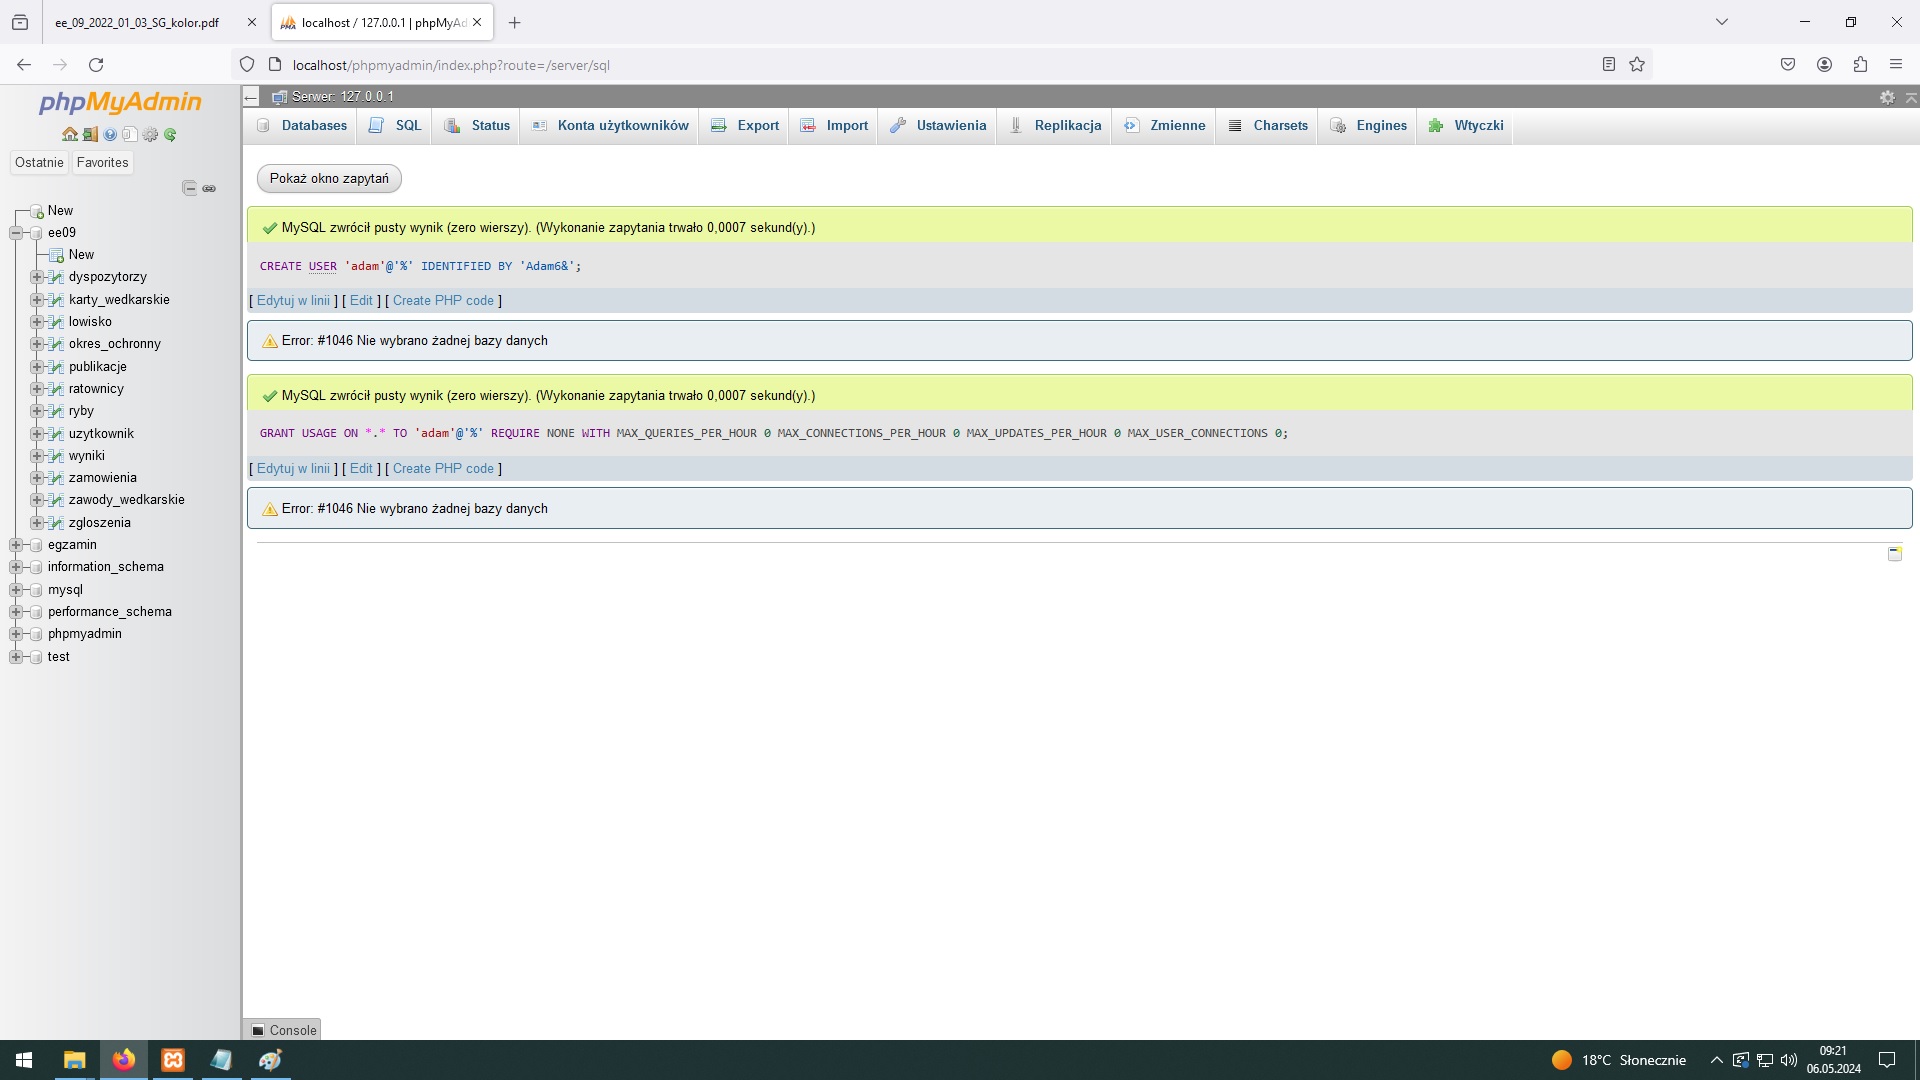 ee_09_2022_01_03_SG_kolor.pdf
localhost / 127.0.0.1 | phpMyAd
localhost/phpmyadmin/index.php?route=/server/sql
phpMyAdmin
Ostatnie Favorites
New
ee09
New
dyspozytorzy
karty_wedkarskie
lowisko
okres_ochronny
publikacje
ratownicy
ryby
uzytkownik
wyniki
zamowienia
zawody_wedkarskie
zgloszenia
egzamin
information_schema
mysql
performance_schema
phpmyadmin
test
Serwer: 127.0.0.1
Databases SQL Status Konta użytkowników Export Import Ustawienia Replikacja Zmienne Charsets Engines Wtyczki
Pokaż okno zapytań
MySQL zwrócił pusty wynik (zero wierszy). (Wykonanie zapytania trwało 0,0007 sekund(y).)
CREATE USER 'adam'@'%' IDENTIFIED BY 'Adam6&';
[ Edytuj w linii ] [ Edit ] [ Create PHP code ]
Error: #1046 Nie wybrano żadnej bazy danych
MySQL zwrócił pusty wynik (zero wierszy). (Wykonanie zapytania trwało 0,0007 sekund(y).)
GRANT USAGE ON *.* TO 'adam'@'%' REQUIRE NONE WITH MAX_QUERIES_PER_HOUR 0 MAX_CONNECTIONS_PER_HOUR 0 MAX_UPDATES_PER_HOUR 0 MAX_USER_CONNECTIONS 0;
[ Edytuj w linii ] [ Edit ] [ Create PHP code ]
Error: #1046 Nie wybrano żadnej bazy danych
Console
18°C Słonecznie
09:21
06.05.2024